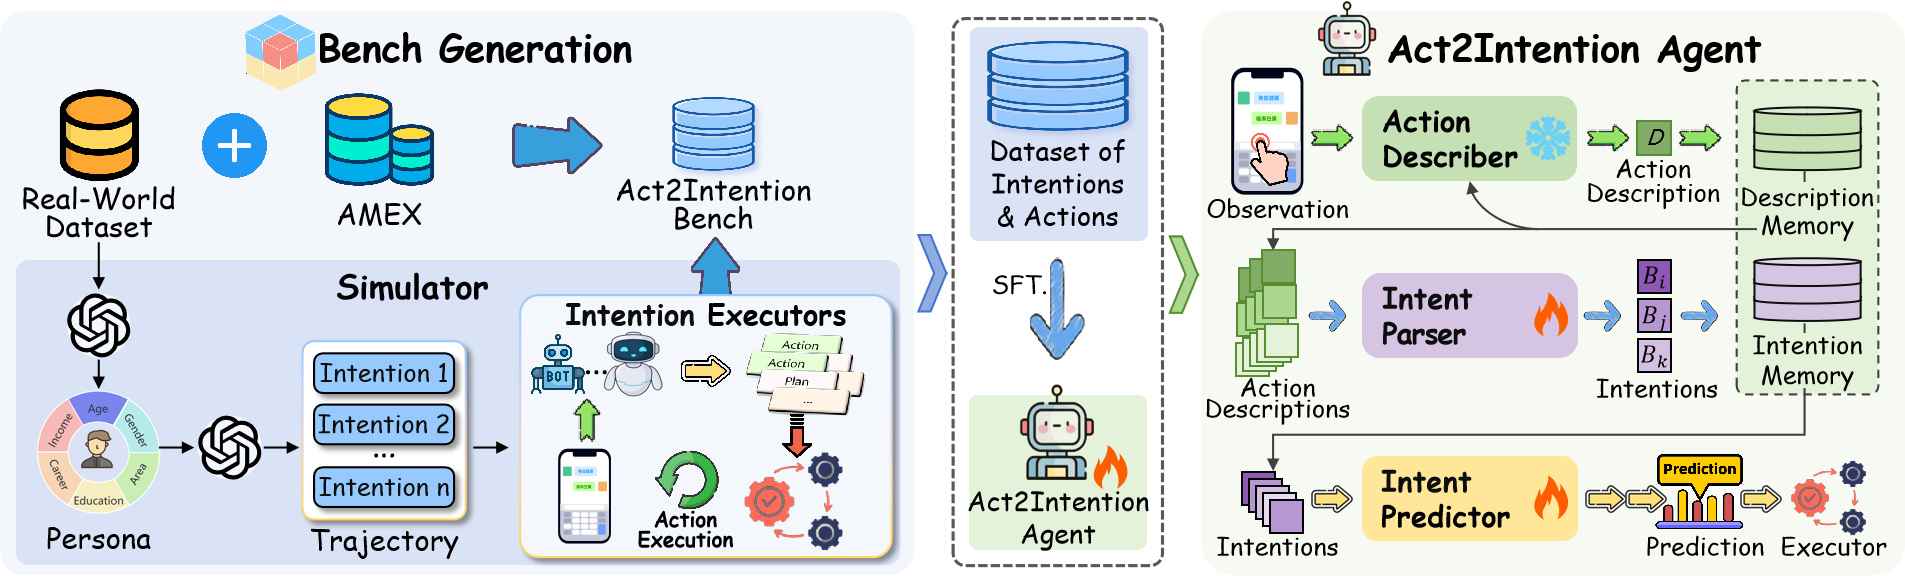 Bench Generation
Real-World
Dataset
AMEX
Act2Intention
Bench
Simulator
Age
Gender
Area
Education
Career
Income
Persona
Intention 1
Intention 2
...
Intention n
Trajectory
Intention Executors
BOT
...
Action
Action
Plan
...
Action
Execution
Dataset of
Intentions
& Actions
SFT.
Act2Intention
Agent
Act2Intention Agent
Observation
Action
Describer
D
Action
Description
Description
Memory
Action
Descriptions
Intent
Parser
B_i
B_j
B_k
Intentions
Intention
Memory
Intentions
Intent
Predictor
Prediction
Prediction
Executor